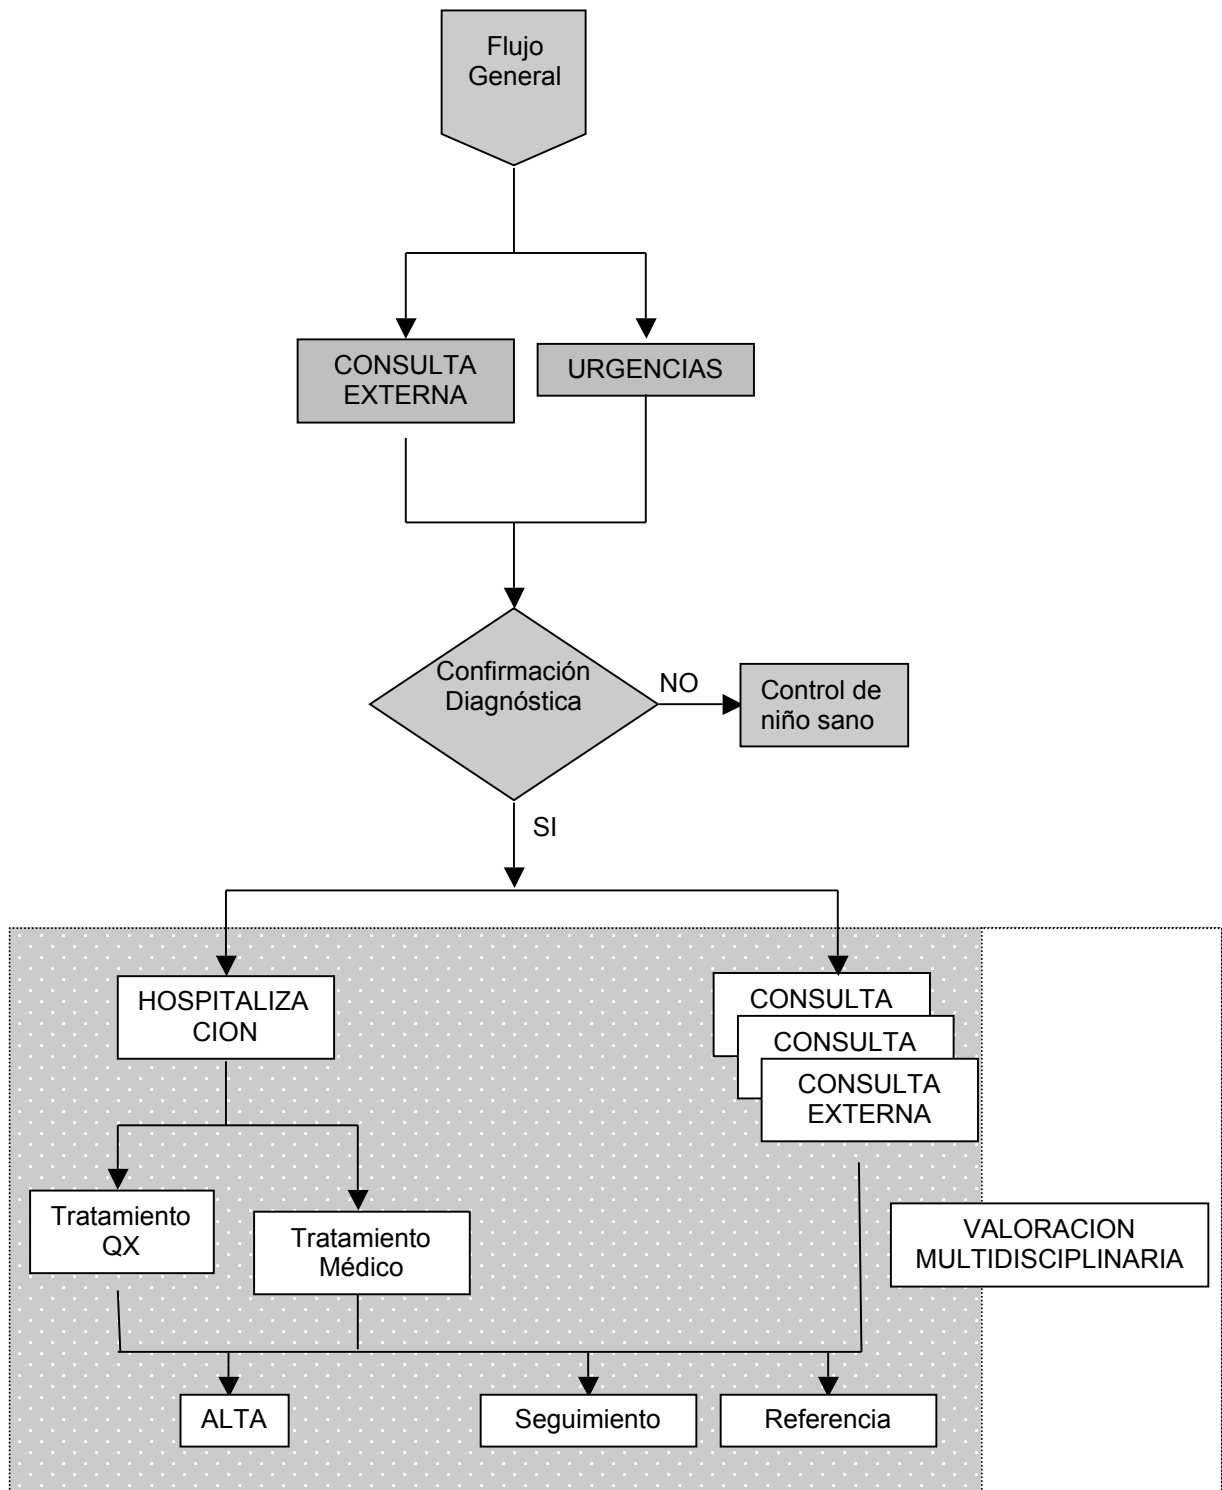 Flujo
General
CONSULTA
EXTERNA
URGENCIAS
Confirmación
Diagnóstica
NO
Control de
niño sano
SI
HOSPITALIZA
CION
CONSULTA
CONSULTA
CONSULTA
EXTERNA
Tratamiento
QX
Tratamiento
Médico
VALORACION
MULTIDISCIPLINARIA
ALTA
Seguimiento
Referencia